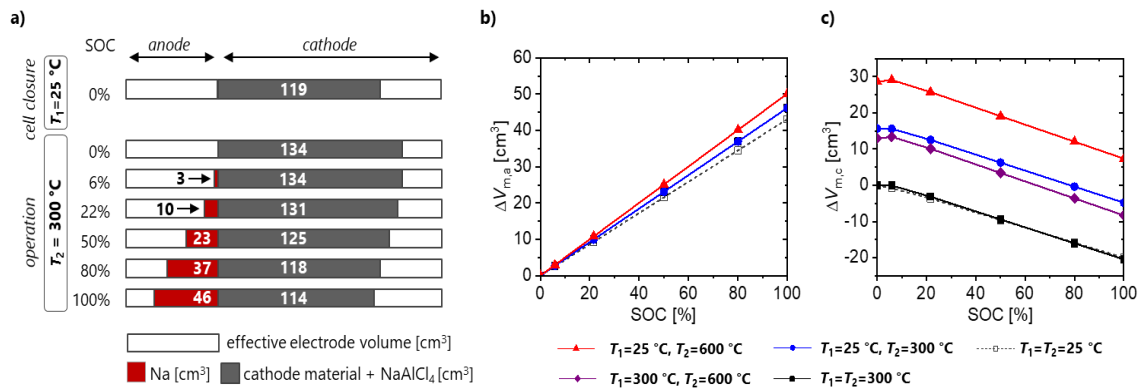 a)
SOC
anode
cathode
cell closure
T₁=25 °C
0%
119
operation
T₂ = 300 °C
0%
134
6%
3
134
22%
10
131
50%
23
125
80%
37
118
100%
46
114
effective electrode volume [cm³]
Na [cm³]
cathode material + NaAlCl₄ [cm³]
b)
ΔVm,a [cm³]
60
50
40
30
20
10
0
0 20 40 60 80 100
SOC [%]
c)
ΔVm,c [cm³]
30
20
10
0
-10
-20
0 20 40 60 80 100
SOC [%]
T₁=25 °C, T₂=600 °C
T₁=25 °C, T₂=300 °C
T₁=T₂=25 °C
T₁=300 °C, T₂=600 °C
T₁=T₂=300 °C